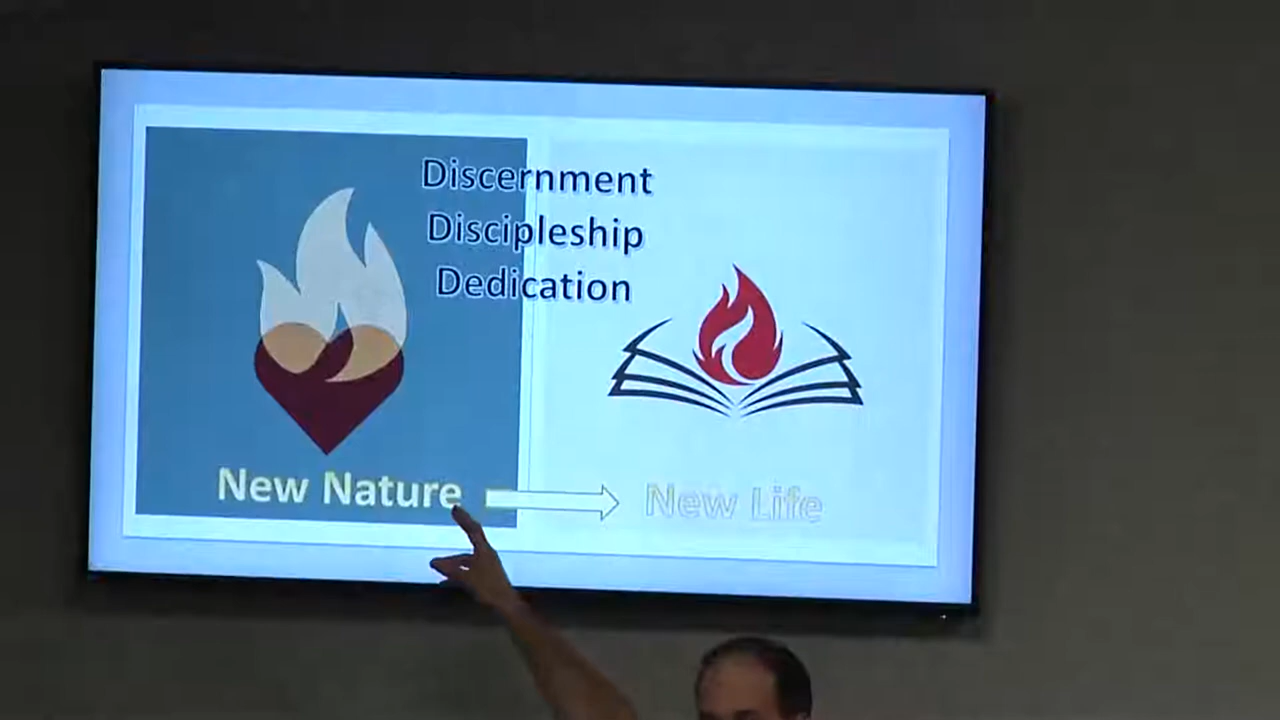 Discernment
Discipleship
Dedication
New Nature
New Life